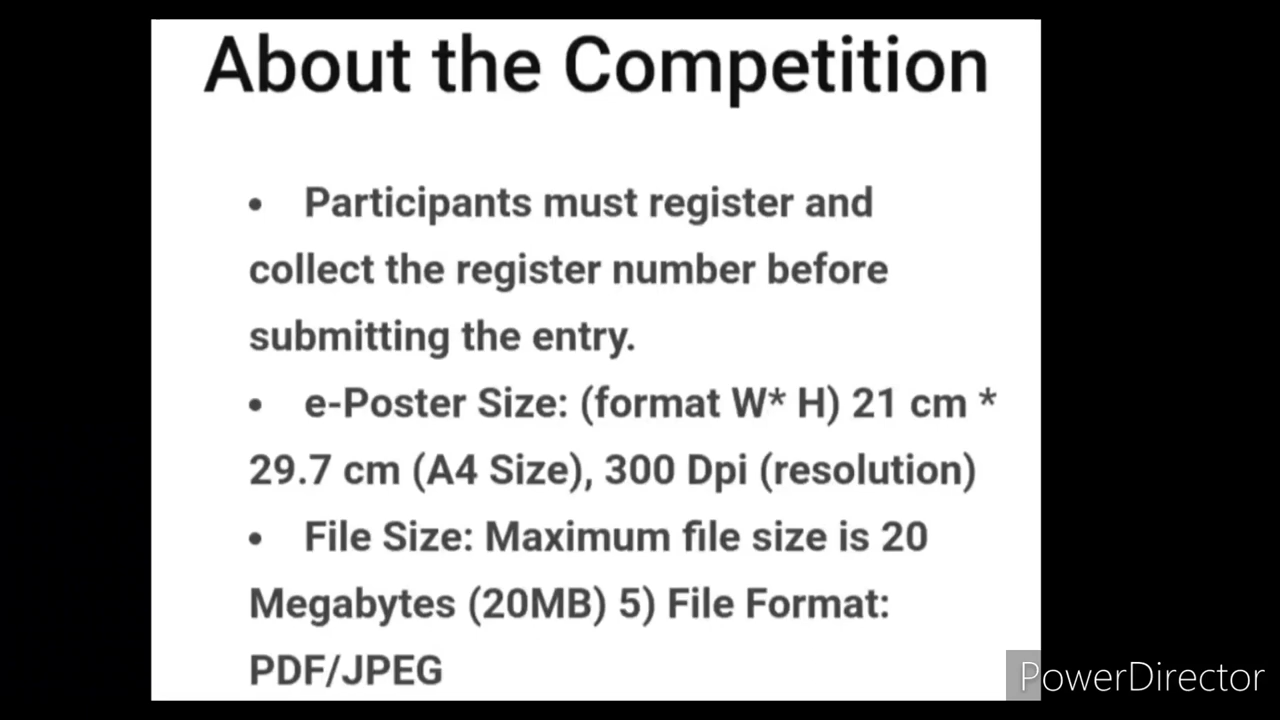 About the Competition
• Participants must register and
collect the register number before
submitting the entry.
• e-Poster Size: (format W* H) 21 cm *
29.7 cm (A4 Size), 300 Dpi (resolution)
• File Size: Maximum file size is 20
Megabytes (20MB) 5) File Format:
PDF/JPEG
PowerDirector